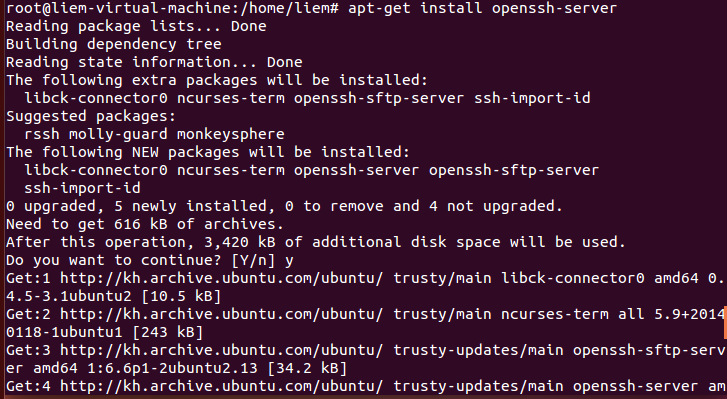 root@liem-virtual-machine:/home/liem# apt-get install openssh-server
Reading package lists... Done
Building dependency tree
Reading state information... Done
The following extra packages will be installed:
  libck-connector0 ncurses-term openssh-sftp-server ssh-import-id
Suggested packages:
  rssh molly-guard monkeysphere
The following NEW packages will be installed:
  libck-connector0 ncurses-term openssh-server openssh-sftp-server
  ssh-import-id
0 upgraded, 5 newly installed, 0 to remove and 4 not upgraded.
Need to get 616 kB of archives.
After this operation, 3,420 kB of additional disk space will be used.
Do you want to continue? [Y/n] y
Get:1 http://kh.archive.ubuntu.com/ubuntu/ trusty/main libck-connector0 amd64 0.
4.5-3.1ubuntu2 [10.5 kB]
Get:2 http://kh.archive.ubuntu.com/ubuntu/ trusty/main ncurses-term all 5.9+2014
0118-1ubuntu1 [243 kB]
Get:3 http://kh.archive.ubuntu.com/ubuntu/ trusty-updates/main openssh-sftp-serv
er amd64 1:6.6p1-2ubuntu2.13 [34.2 kB]
Get:4 http://kh.archive.ubuntu.com/ubuntu/ trusty-updates/main openssh-server am